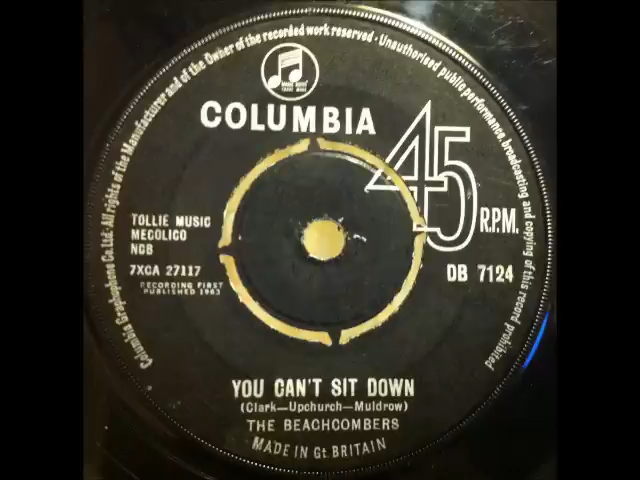 Columbia Graphophone Co. Ltd. All rights of the Manufacturer and of the Owner of the recorded work reserved · Unauthorised public performance, broadcasting and copying of this record prohibited
COLUMBIA
45
R.P.M.
TOLLIE MUSIC
MECOLICO
NCB
7XCA 27117
RECORDING FIRST
PUBLISHED 1963
DB 7124
YOU CAN'T SIT DOWN
(Clark—Upchurch—Muldrow)
THE BEACHCOMBERS
MADE IN Gt. BRITAIN